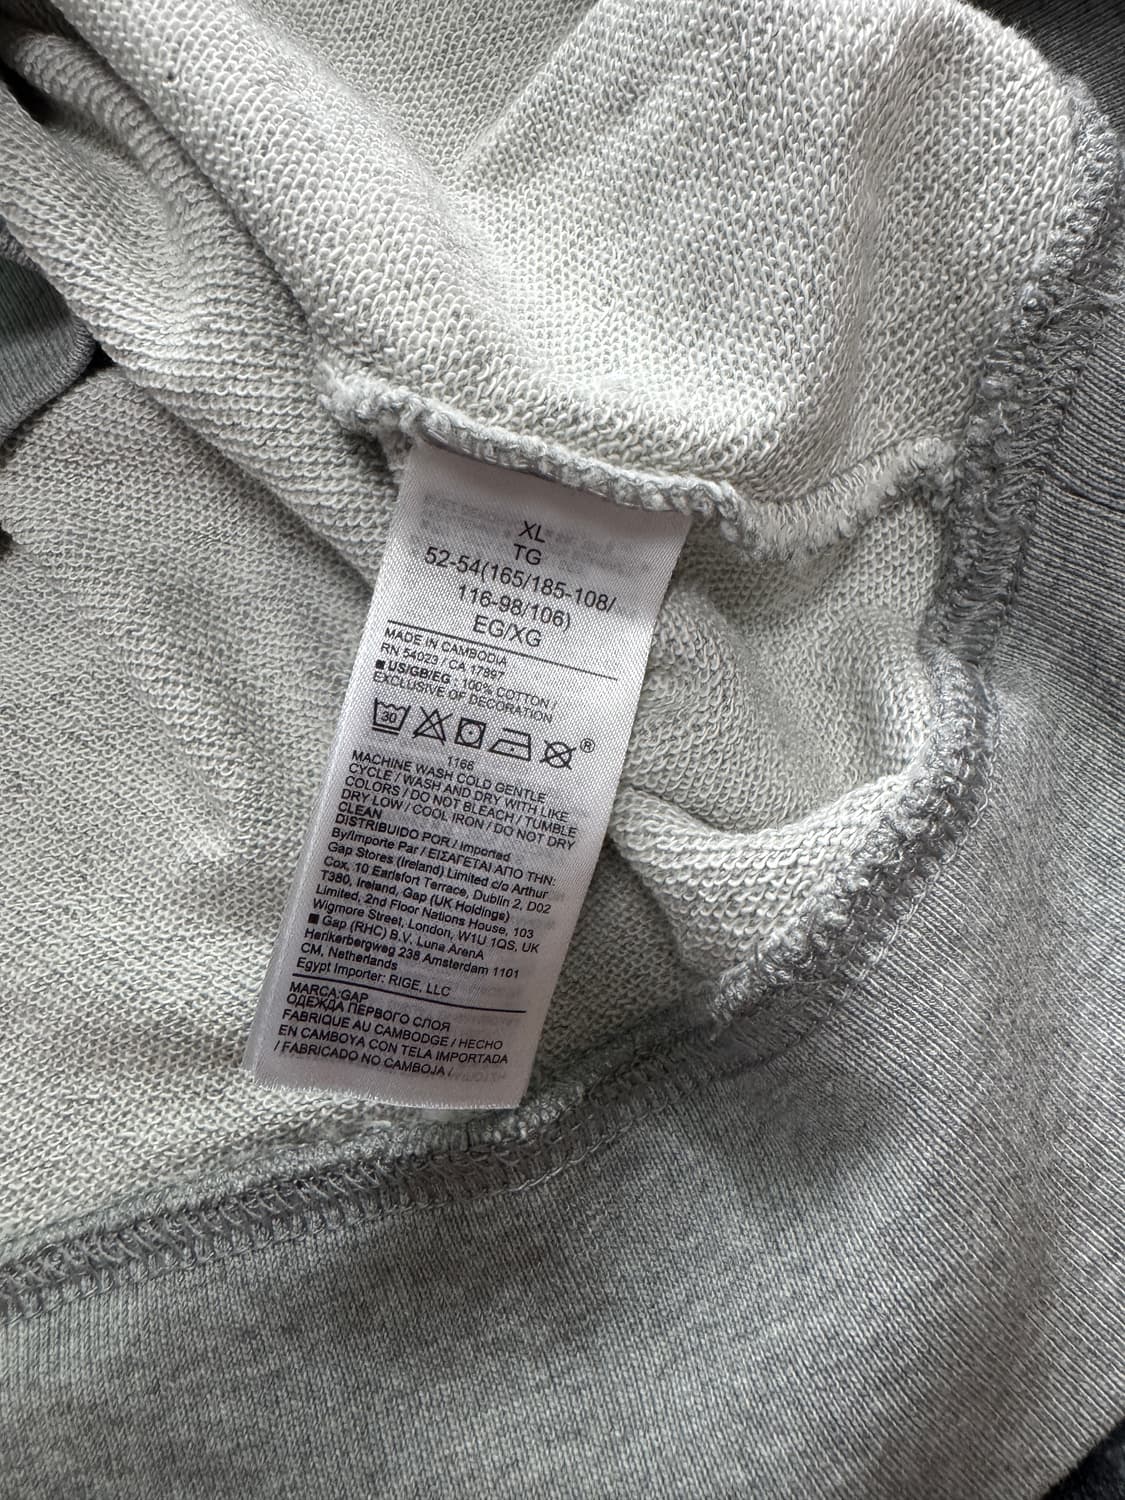 XL
TG
52-54(165/185-108/
116-98/106)
EG/XG
MADE IN CAMBODIA
RN 54023 / CA 17897
■ US/GB/EG : 100% COTTON /
EXCLUSIVE OF DECORATION
30
®
1168
MACHINE WASH COLD GENTLE
CYCLE / WASH AND DRY WITH LIKE
COLORS / DO NOT BLEACH / TUMBLE
DRY LOW / COOL IRON / DO NOT DRY
CLEAN
DISTRIBUIDO POR / Imported
By/Importe Par / ΕΙΣΑΓΕΤΑΙ ΑΠΟ ΤΗΝ:
Gap Stores (Ireland) Limited c/o Arthur
Cox, 10 Earlsfort Terrace, Dublin 2, D02
T380, Ireland, Gap (UK Holdings)
Limited, 2nd Floor Nations House, 103
Wigmore Street, London, W1U 1QS, UK
■ Gap (RHC) B.V. Luna ArenA
Herikerbergweg 238 Amsterdam 1101
CM, Netherlands
Egypt Importer: RIGE, LLC
MARCA:GAP
ОДЕЖДА ПЕРВОГО СЛОЯ
FABRIQUE AU CAMBODGE / HECHO
EN CAMBOYA CON TELA IMPORTADA
/ FABRICADO NO CAMBOJA /